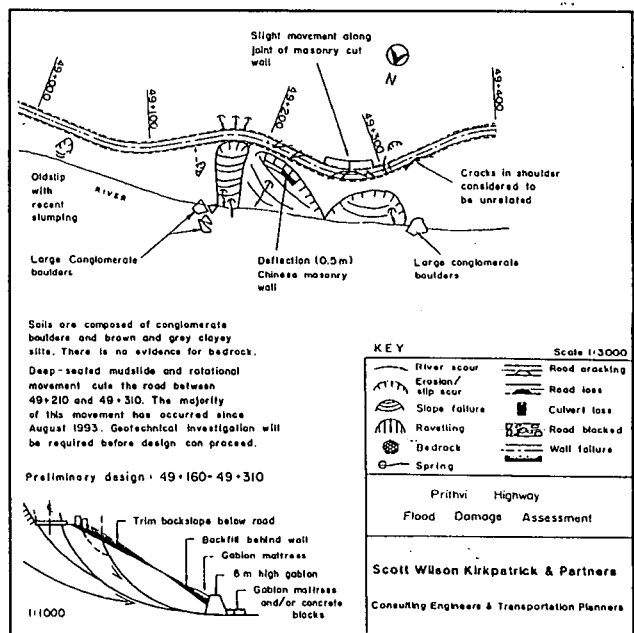 Slight movement along
joint of masonry cut
wall
N
49+000
49+100
49+200
49+300
49+400
Oldslip
with
recent
slumping
RIVER
Cracks in shoulder
considered to
be unrelated
Large Conglomerate
boulders
Deflection (0.5m)
Chinese masonry
wall
Large conglomerate
boulders
Soils are composed of conglomerate
boulders and brown and grey clayey
silts. There is no evidence for bedrock.
Deep-seated mudslide and rotational
movement cuts the road between
49+210 and 49+310. The majority
of this movement has occurred since
August 1993. Geotechnical investigation will
be required before design can proceed.
Preliminary design : 49+160-49+310
Trim backslope below road
Backfill behind wall
Gabion mattress
6m high gabion
Gabion mattress
and/or concrete
blocks
1:1000
KEY
Scale 1:3000
River scour
Erosion/
slip scar
Slope failure
Ravelling
Bedrock
Spring
Road cracking
Road loss
Culvert loss
Road blocked
Wall failure
Prithvi Highway
Flood Damage Assessment
Scott Wilson Kirkpatrick & Partners
Consulting Engineers & Transportation Planners